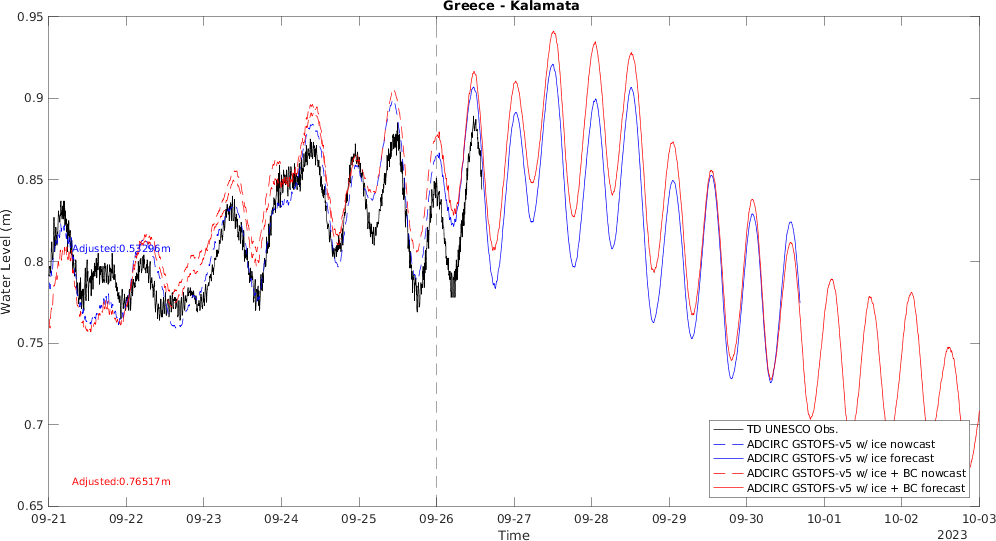 Greece - Kalamata
0.95
0.9
0.85
0.8
0.75
0.7
0.65
Water Level (m)
Adjusted:0.53296m
Adjusted:0.76517m
TD UNESCO Obs.
ADCIRC GSTOFS-v5 w/ ice nowcast
ADCIRC GSTOFS-v5 w/ ice forecast
ADCIRC GSTOFS-v5 w/ ice + BC nowcast
ADCIRC GSTOFS-v5 w/ ice + BC forecast
09-21 09-22 09-23 09-24 09-25 09-26 09-27 09-28 09-29 09-30 10-01 10-02 10-03
Time
2023